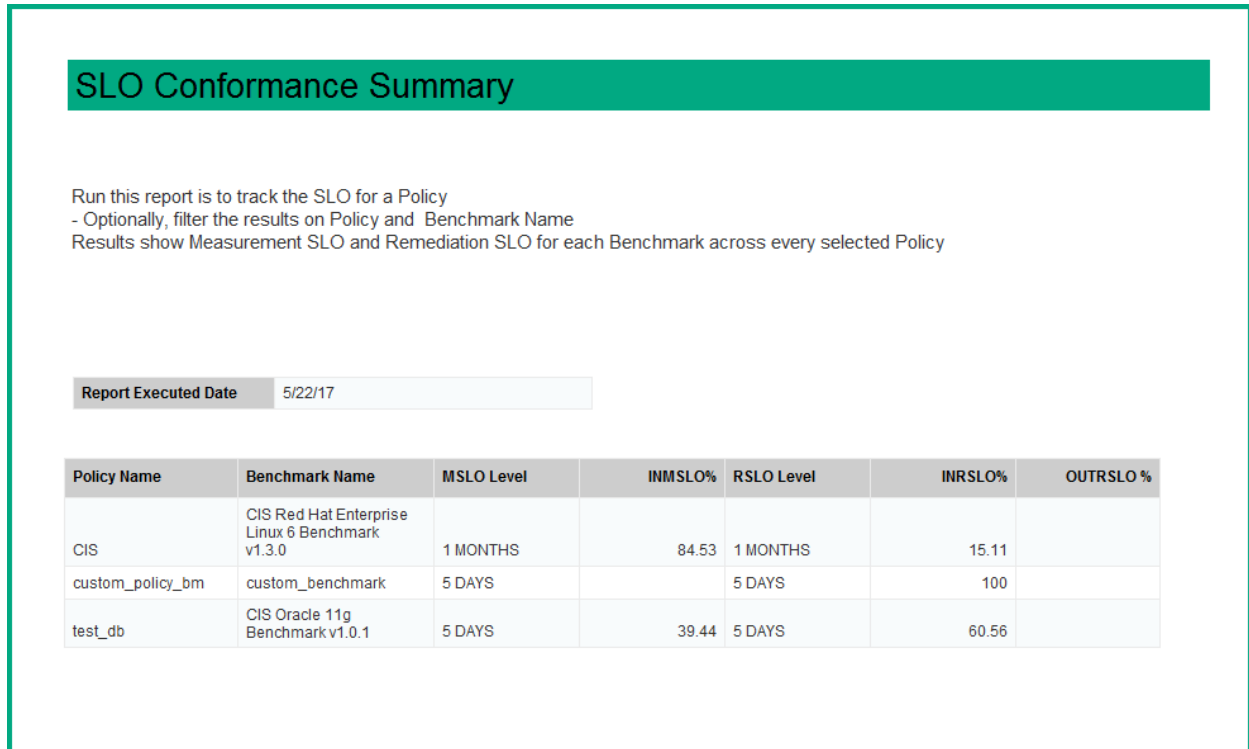 SLO Conformance Summary
Run this report is to track the SLO for a Policy
- Optionally, filter the results on Policy and  Benchmark Name
Results show Measurement SLO and Remediation SLO for each Benchmark across every selected Policy
Report Executed Date 5/22/17
Policy Name Benchmark Name MSLO Level INMSLO% RSLO Level INRSLO% OUTRSLO %
CIS Red Hat Enterprise
Linux 6 Benchmark
CIS v1.3.0 1 MONTHS 84.53 1 MONTHS 15.11
custom_policy_bm custom_benchmark 5 DAYS 5 DAYS 100
CIS Oracle 11g
test_db Benchmark v1.0.1 5 DAYS 39.44 5 DAYS 60.56